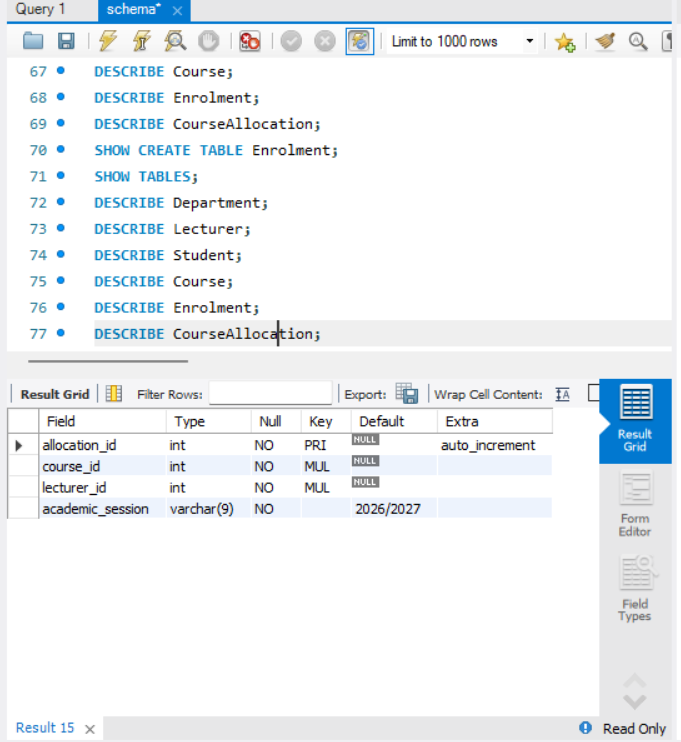 Query 1 schema*
Limit to 1000 rows
67 DESCRIBE Course;
68 DESCRIBE Enrolment;
69 DESCRIBE CourseAllocation;
70 SHOW CREATE TABLE Enrolment;
71 SHOW TABLES;
72 DESCRIBE Department;
73 DESCRIBE Lecturer;
74 DESCRIBE Student;
75 DESCRIBE Course;
76 DESCRIBE Enrolment;
77 DESCRIBE CourseAllocation;
Result Grid Filter Rows: Export: Wrap Cell Content: IA
Field Type Null Key Default Extra
allocation_id int NO PRI NULL auto_increment
course_id int NO MUL NULL
lecturer_id int NO MUL NULL
academic_session varchar(9) NO 2026/2027
Result
Grid
Form
Editor
Field
Types
Result 15 Read Only